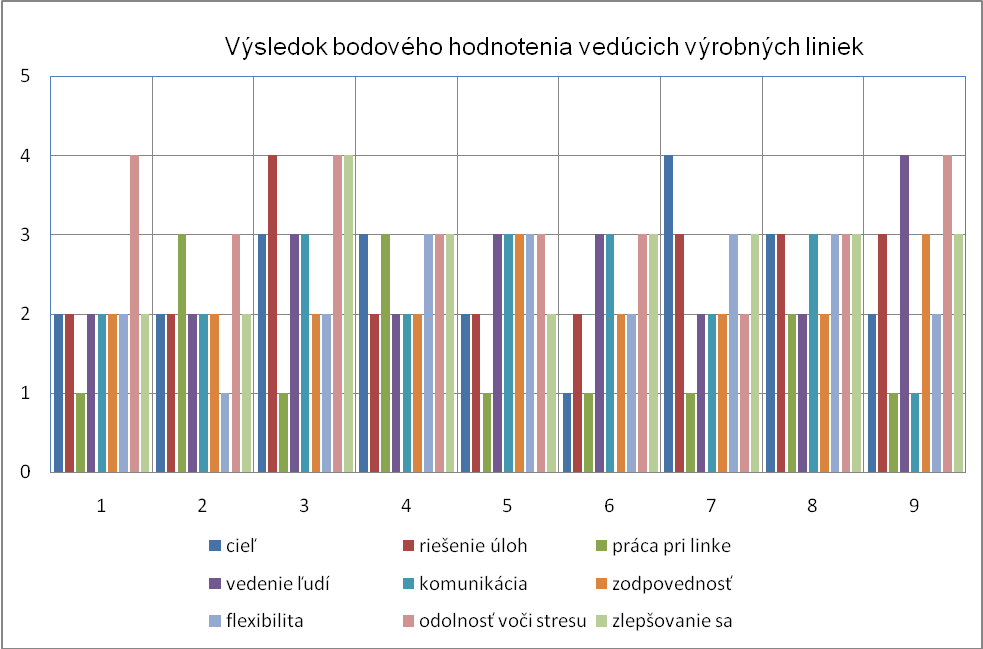 Výsledok bodového hodnotenia vedúcich výrobných liniek
5
4
3
2
1
0
1 2 3 4 5 6 7 8 9
cieľ riešenie úloh práca pri linke
vedenie ľudí komunikácia zodpovednosť
flexibilita odolnosť voči stresu zlepšovanie sa